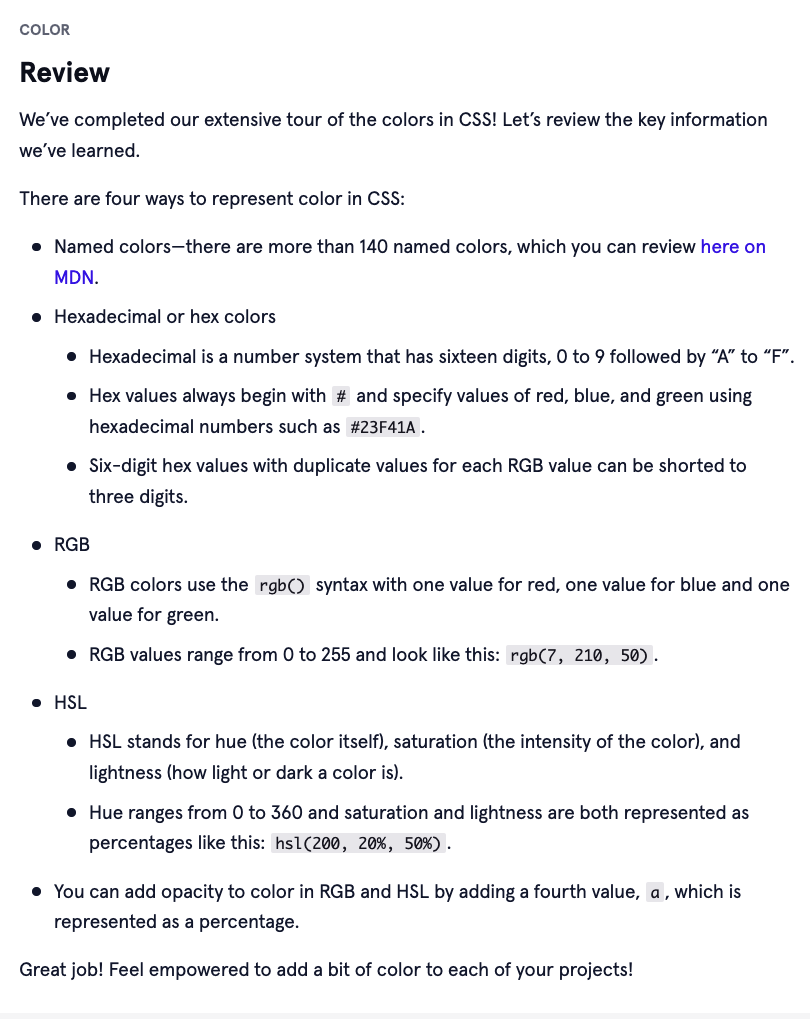 COLOR
Review
We’ve completed our extensive tour of the colors in CSS! Let’s review the key information
we’ve learned.
There are four ways to represent color in CSS:
Named colors—there are more than 140 named colors, which you can review here on
MDN.
Hexadecimal or hex colors
Hexadecimal is a number system that has sixteen digits, 0 to 9 followed by “A” to “F”.
Hex values always begin with # and specify values of red, blue, and green using
hexadecimal numbers such as #23F41A.
Six-digit hex values with duplicate values for each RGB value can be shorted to
three digits.
RGB
RGB colors use the rgb() syntax with one value for red, one value for blue and one
value for green.
RGB values range from 0 to 255 and look like this: rgb(7, 210, 50).
HSL
HSL stands for hue (the color itself), saturation (the intensity of the color), and
lightness (how light or dark a color is).
Hue ranges from 0 to 360 and saturation and lightness are both represented as
percentages like this: hsl(200, 20%, 50%).
You can add opacity to color in RGB and HSL by adding a fourth value, a, which is
represented as a percentage.
Great job! Feel empowered to add a bit of color to each of your projects!